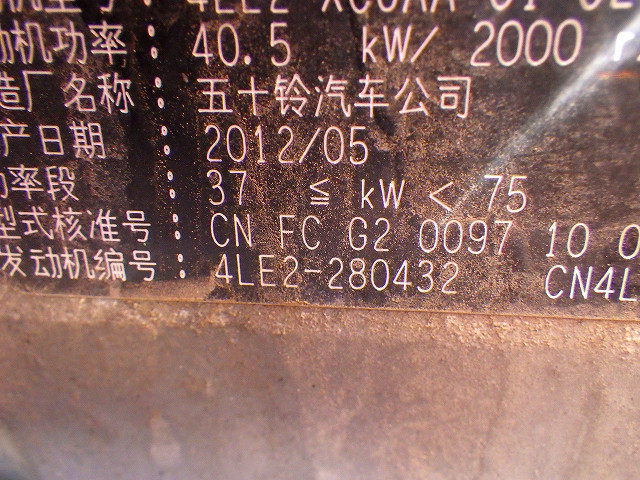 动机功率 : 40.5 kW/ 2000
造厂名称 : 五十铃汽车公司
产日期 : 2012/05
功率段 : 37 ≦ kW < 75
型式核准号 : CN FC G2 0097 10 0
发动机编号 : 4LE2-280432 CN4L